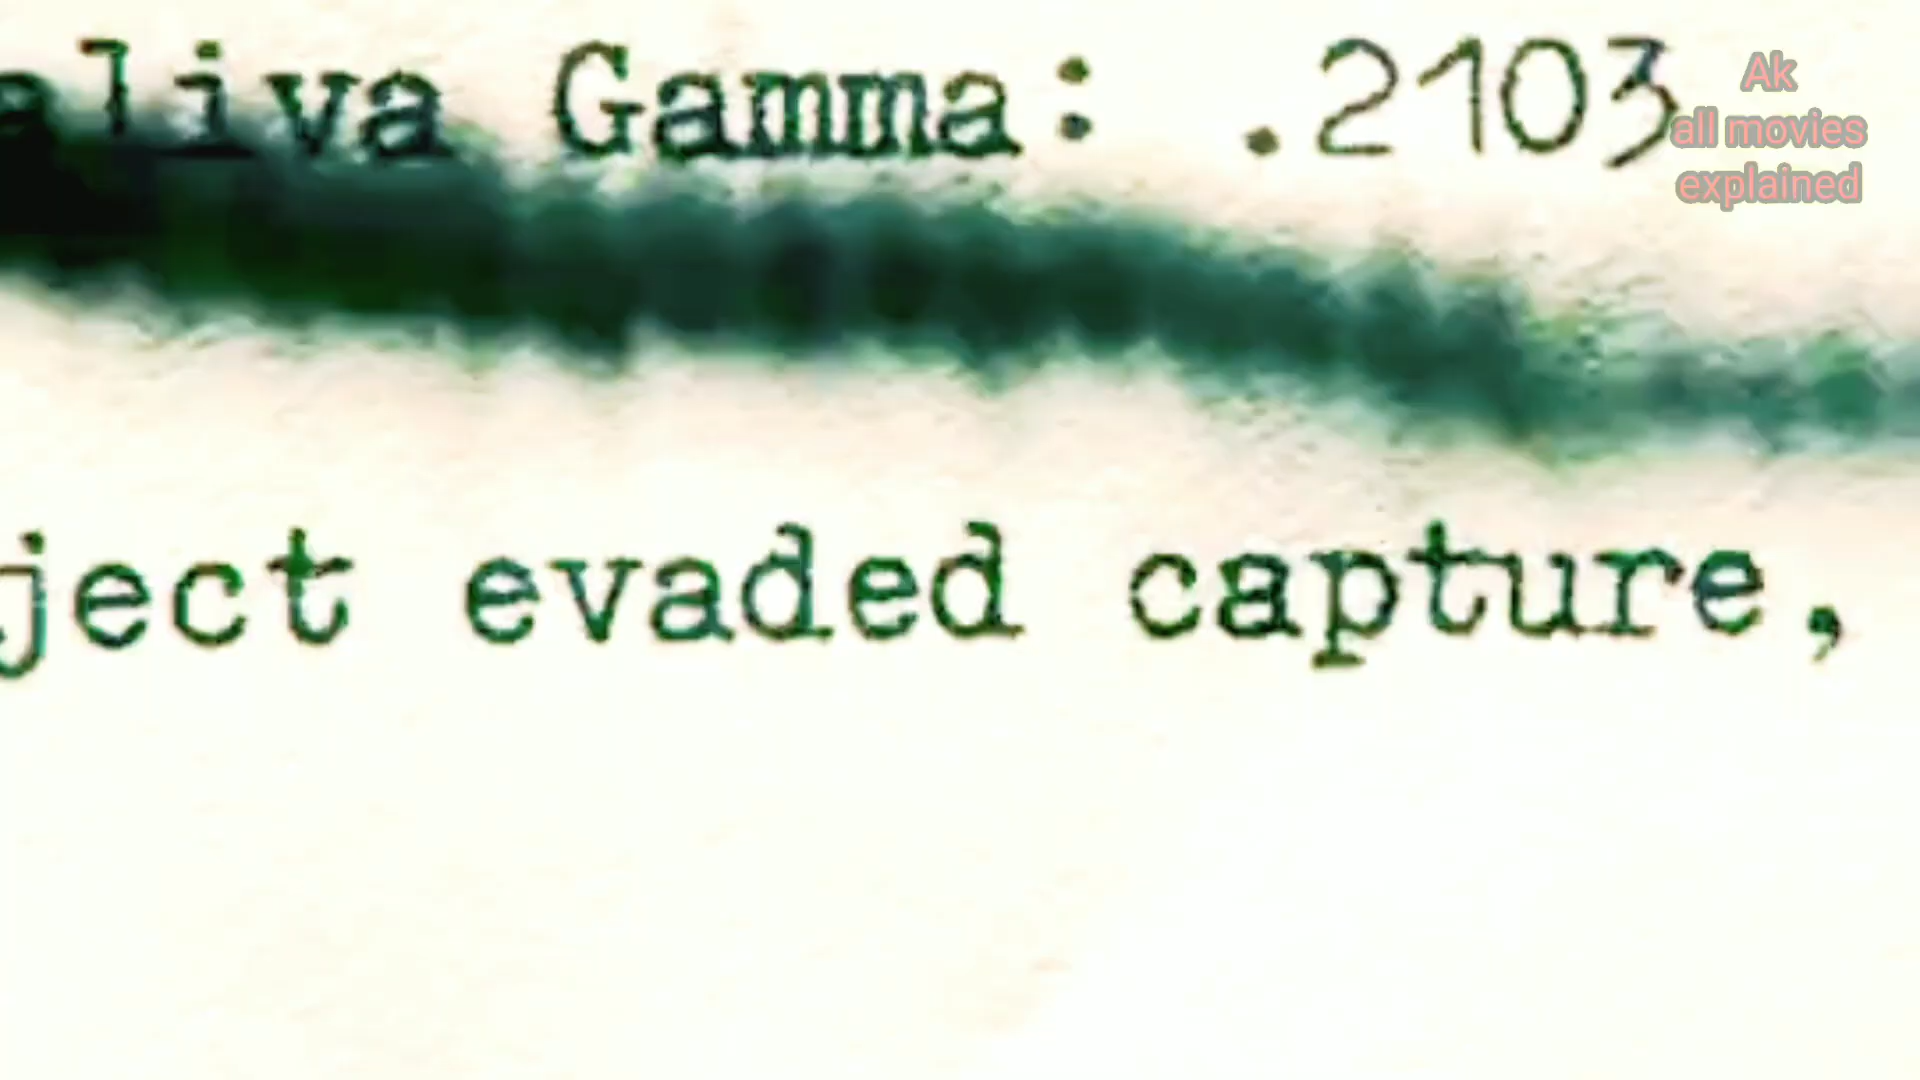 aliva Gamma: .2103
ject evaded capture,
Ak
all movies
explained